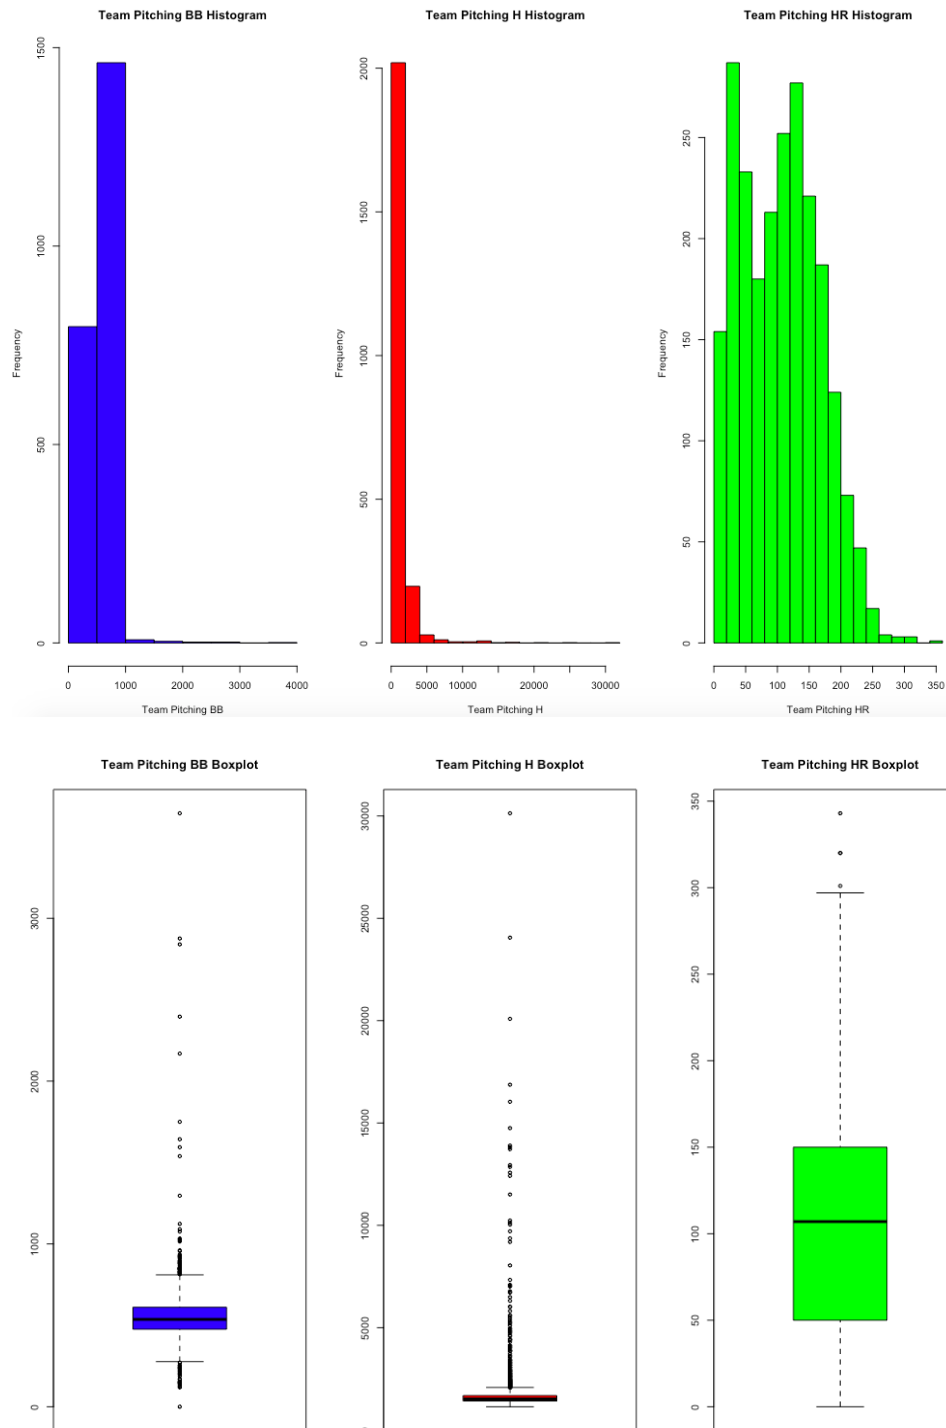 Team Pitching BB Histogram
Frequency
0 500 1000 1500
0 1000 2000 3000 4000
Team Pitching BB
Team Pitching H Histogram
Frequency
0 500 1000 1500 2000
0 5000 10000 20000 30000
Team Pitching H
Team Pitching HR Histogram
Frequency
0 50 100 150 200 250
0 50 100 150 200 250 300 350
Team Pitching HR
Team Pitching BB Boxplot
0 1000 2000 3000
Team Pitching H Boxplot
5000 10000 15000 20000 25000 30000
Team Pitching HR Boxplot
0 50 100 150 200 250 300 350